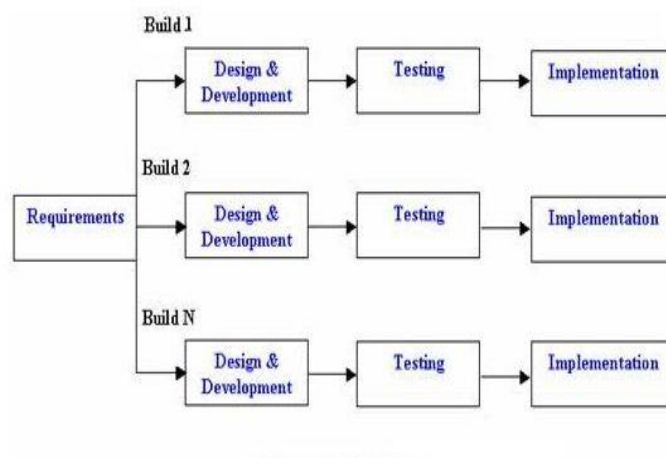 Build 1
Design &
Development
Testing
Implementation
Build 2
Requirements
Design &
Development
Testing
Implementation
Build N
Design &
Development
Testing
Implementation